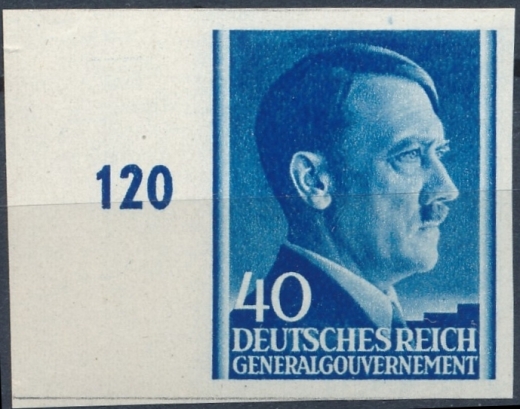 120
40
DEUTSCHES REICH
GENERALGOUVERNEMENT